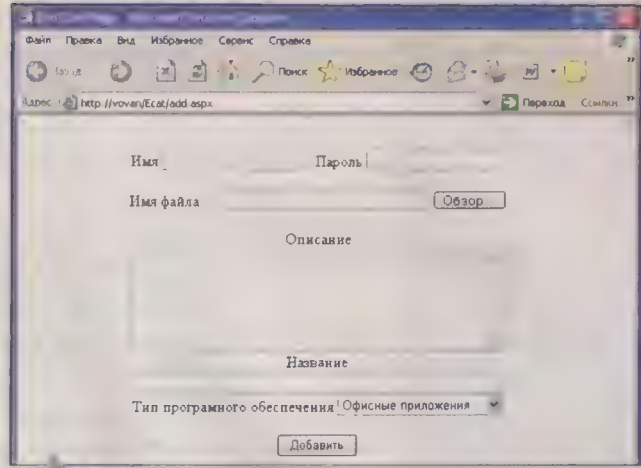 Файл Правка Вид Избранное Сервис Справка
Назад Поиск Избранное
Адрес http://vovan/Ecat/add.aspx Переход Ссылки
Имя Пароль
Имя файла Обзор...
Описание
Название
Тип програмного обеспечения Офисные приложения
Добавить